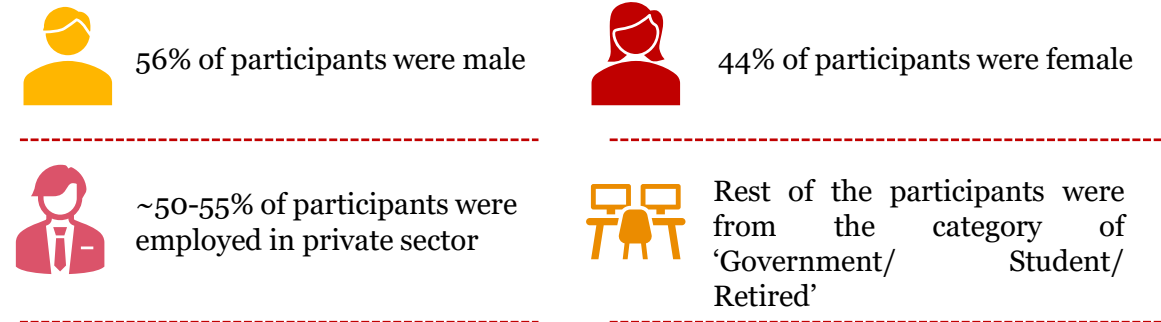 56% of participants were male
44% of participants were female
~50-55% of participants were
employed in private sector
Rest of the participants were
from the category of
‘Government/ Student/
Retired’